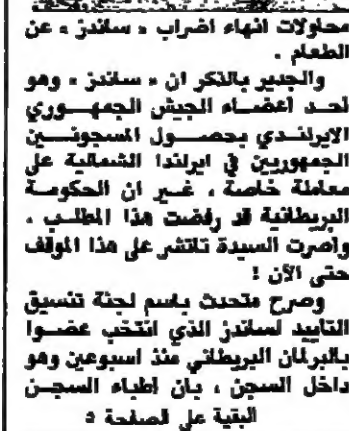 محاولات انهاء اضراب « ساندز » عن
الطعام .
والجدير بالذكر ان « ساندز » وهو
أحد أعضاء الجيش الجمهوري
الايرلندي يحصول المسجونين
الجمهوريين في ايرلندا الشمالية على
معاملة خاصة ، غير ان الحكومة
البريطانية قد رفضت هذا المطلب .
وأصرت السيدة تاتشر على هذا الموقف
حتى الآن !
وصرح متحدث باسم لجنة تنسيق
التأييد لساندز الذي انتخب عضوا
بالبرلمان البريطاني منذ اسبوعين وهو
داخل السجن ، بان اطباء السجن
البقية على الصفحة ٥